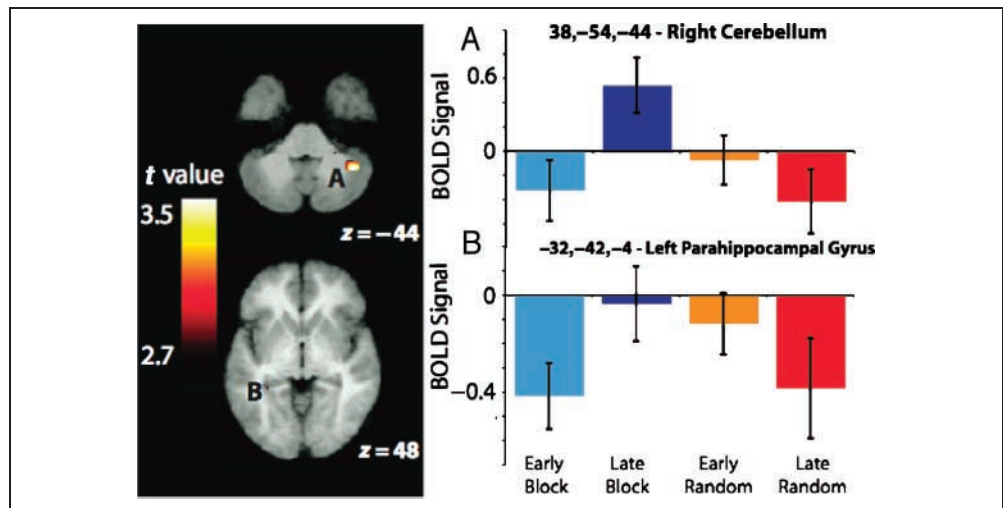 t value
3.5
2.7
A
z = −44
B
z = 48
A
38,−54,−44 - Right Cerebellum
BOLD Signal
0.6
0
B
−32,−42,−4 - Left Parahippocampal Gyrus
BOLD Signal
0
−0.4
Early
Block
Late
Block
Early
Random
Late
Random